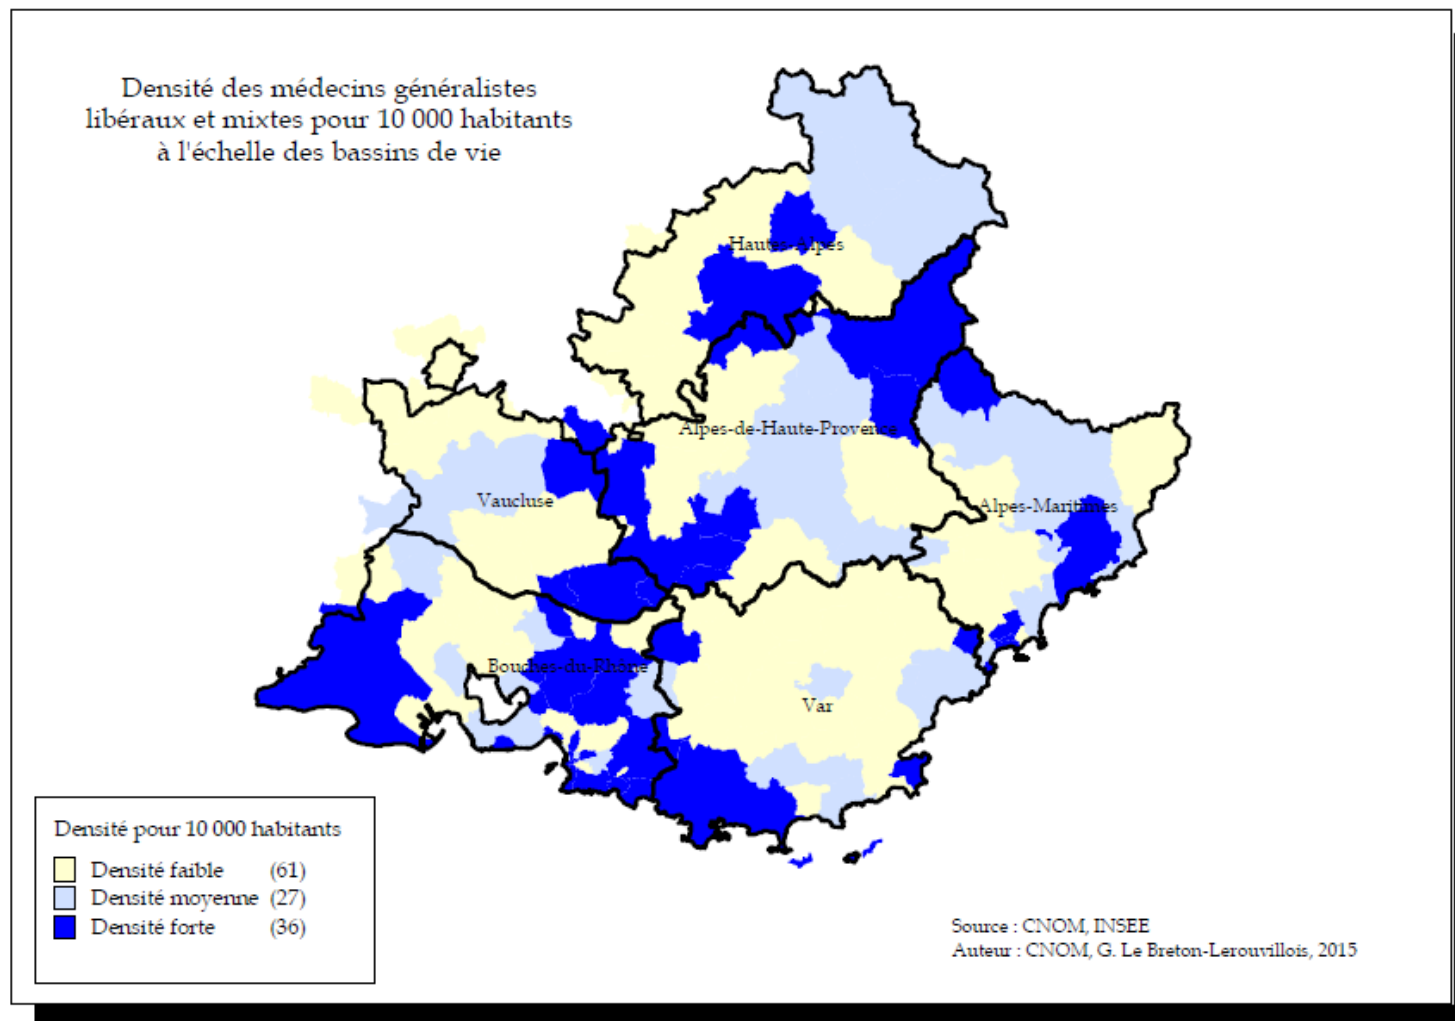 Densité des médecins généralistes
libéraux et mixtes pour 10 000 habitants
à l'échelle des bassins de vie
Hautes-Alpes
Alpes-de-Haute-Provence
Vaucluse
Alpes-Maritimes
Bouches-du-Rhône
Var
Densité pour 10 000 habitants
Densité faible (61)
Densité moyenne (27)
Densité forte (36)
Source : CNOM, INSEE
Auteur : CNOM, G. Le Breton-Lerouvillois, 2015